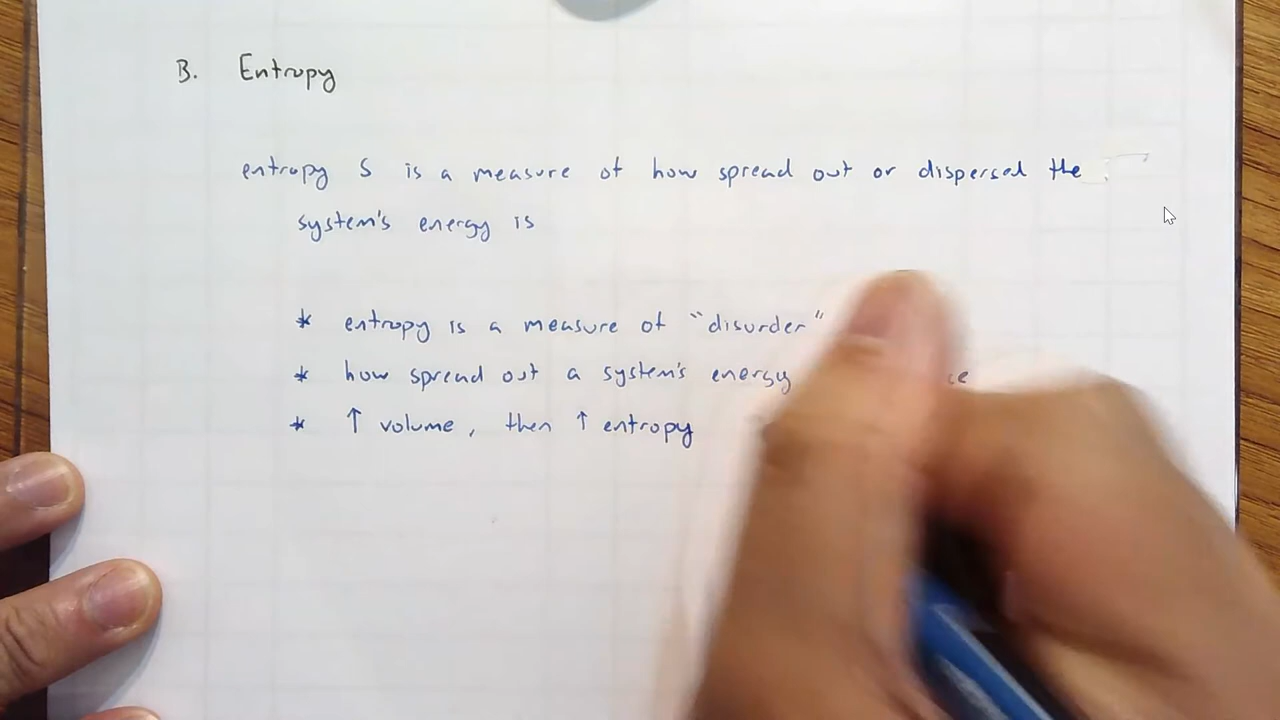 B. Entropy
entropy S is a measure of how spread out or dispersed the
system's energy is
* entropy is a measure of "disorder"
* how spread out a system's energy
* ↑ volume, then ↑ entropy